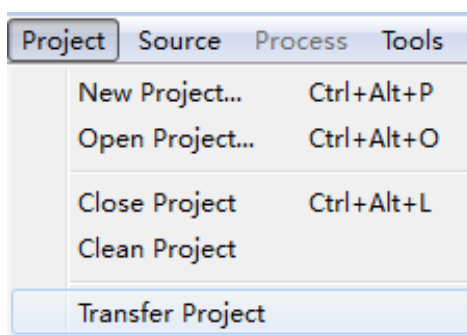 Project Source Process Tools
New Project... Ctrl+Alt+P
Open Project... Ctrl+Alt+O
Close Project Ctrl+Alt+L
Clean Project
Transfer Project